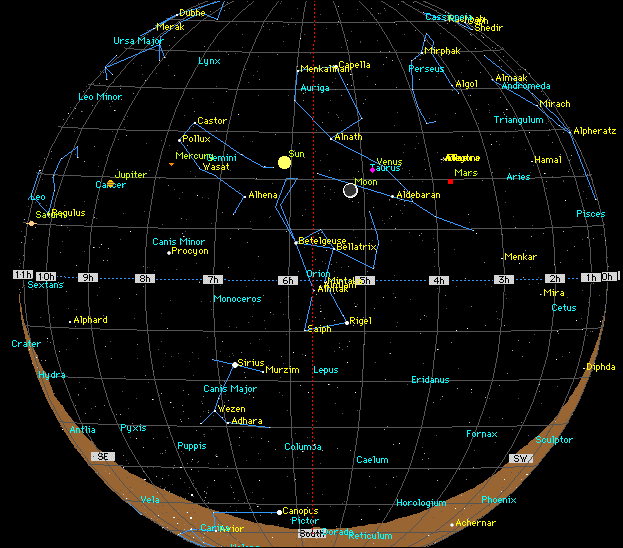 Dubhe
Cassiopeia
Merak
Shedir
Ursa Major
Mirphak
Lynx
Menkalinan
Capella
Perseus
Almaak
Andromeda
Algol
Auriga
Leo Minor
Mirach
Castor
Triangulum
Alpheratz
Pollux
Alnath
Sun
Mercury
Gemini
Wasat
Venus
Taurus
Hamal
Jupiter
Cancer
Moon
Mars
Aries
Leo
Alhena
Aldebaran
Saturn
Regulus
Pisces
Canis Minor
Procyon
Betelgeuse
Bellatrix
Menkar
11h
10h
9h
8h
7h
6h
5h
4h
3h
2h
1h
0h
Sextans
Orion
Alnitak
Monoceros
Mira
Cetus
Alphard
Rigel
Saiph
Crater
Sirius
Murzim
Lepus
Diphda
Hydra
Canis Major
Eridanus
Wezen
Adhara
Antlia
Pyxis
Puppis
Columba
Fornax
Sculptor
SE
Caelum
SW
Vela
Canopus
Horologium
Phoenix
Pictor
Achernar
Avior
South
Reticulum